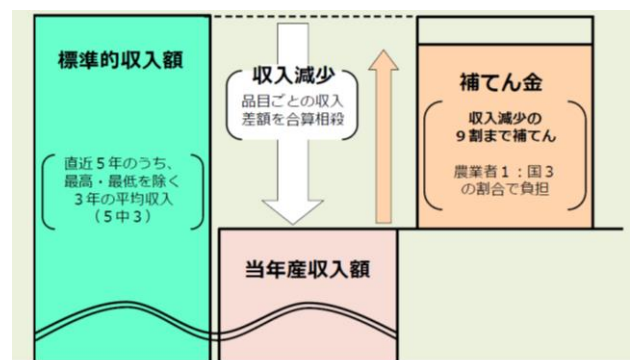 標準的収入額
直近５年のうち、
最高・最低を除く
３年の平均収入
（５中３）
収入減少
品目ごとの収入
差額を合算相殺
当年産収入額
補てん金
収入減少の
９割まで補てん
農業者１：国３
の割合で負担